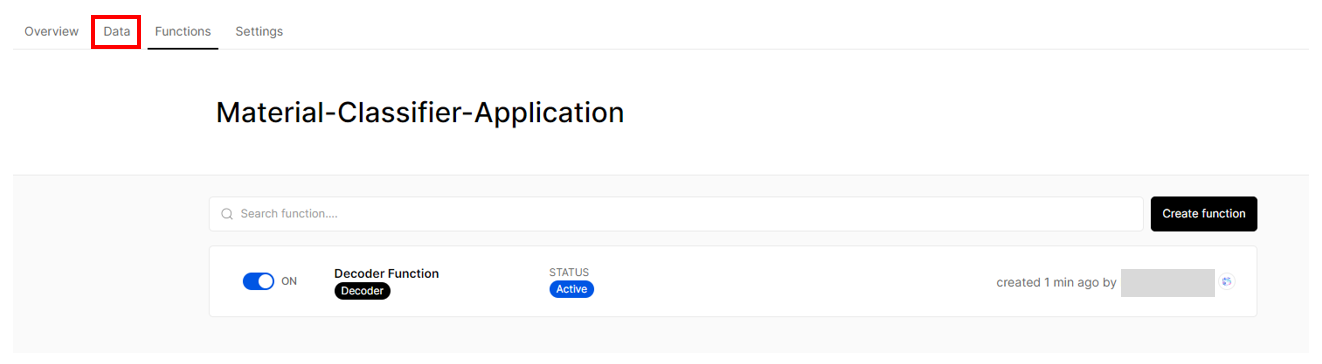 Overview Data Functions Settings
Material-Classifier-Application
Search function....
Create function
ON
Decoder Function
Decoder
STATUS
Active
created 1 min ago by